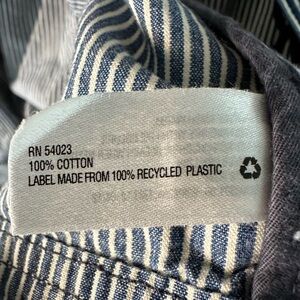 RN 54023
100% COTTON
LABEL MADE FROM 100% RECYCLED PLASTIC